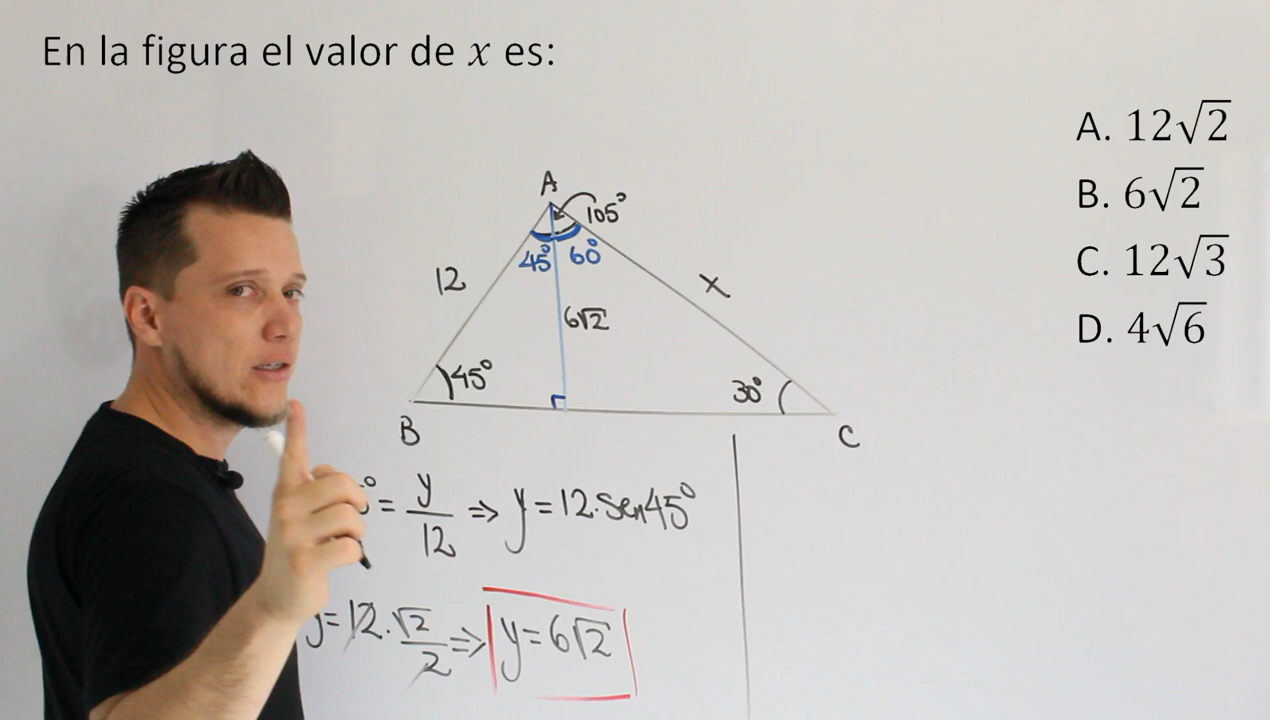 En la figura el valor de x es:
A. 12√2
B. 6√2
C. 12√3
D. 4√6
A
105°
45° 60°
12
x
6√2
45°
30°
B
C
° = y/12 ⇒ y = 12.Sen45°
y = 12.√2/2 ⇒ y = 6√2